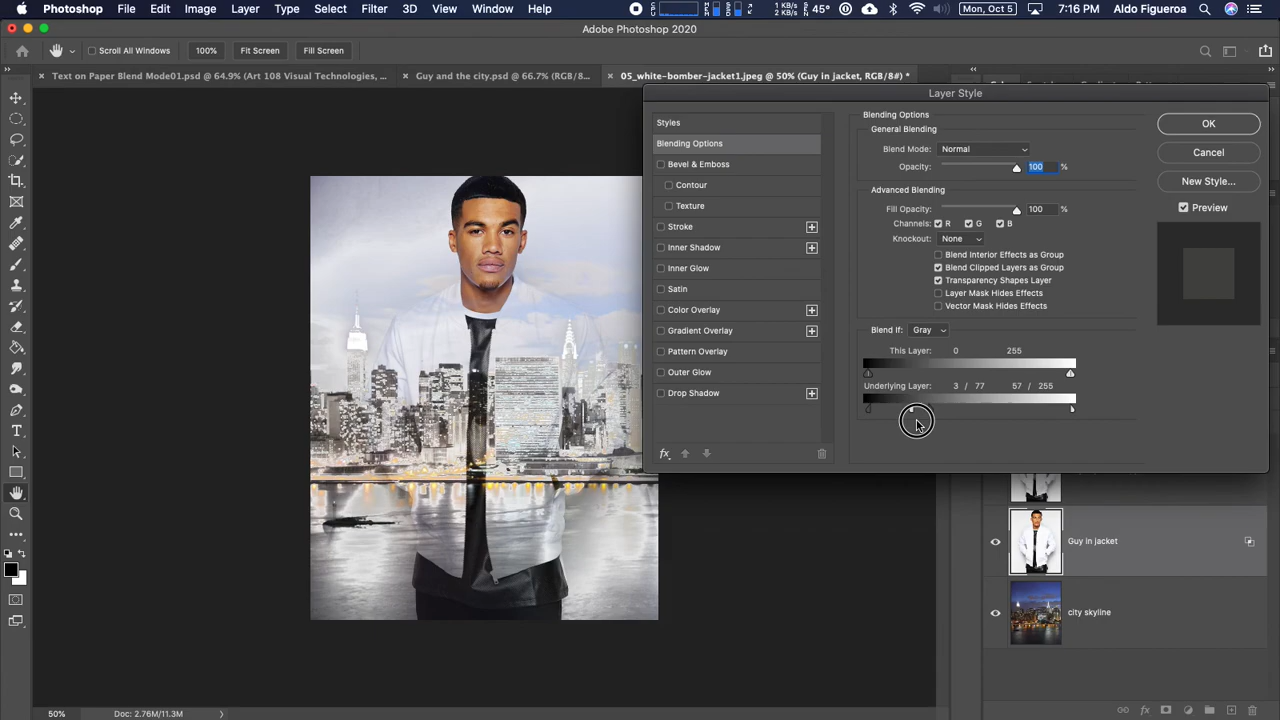 Photoshop File Edit Image Layer Type Select Filter 3D View Window Help 1 KB/s 2 KB/s 45° Mon, Oct 5 7:16 PM Aldo Figueroa
Adobe Photoshop 2020
Scroll All Windows 100% Fit Screen Fill Screen
Text on Paper Blend Mode01.psd @ 64.9% (Art 108 Visual Technologies, ... Guy and the city.psd @ 66.7% (RGB/8... 05_white-bomber-jacket1.jpeg @ 50% (Guy in jacket, RGB/8#) *
Layer Style
Styles
Blending Options
Bevel & Emboss
Contour
Texture
Stroke
Inner Shadow
Inner Glow
Satin
Color Overlay
Gradient Overlay
Pattern Overlay
Outer Glow
Drop Shadow
fx
Blending Options
General Blending
Blend Mode: Normal
Opacity: 100 %
Advanced Blending
Fill Opacity: 100 %
Channels: R G B
Knockout: None
Blend Interior Effects as Group
Blend Clipped Layers as Group
Transparency Shapes Layer
Layer Mask Hides Effects
Vector Mask Hides Effects
Blend If: Gray
This Layer: 0 255
Underlying Layer: 3 / 77 57 / 255
OK
Cancel
New Style...
Preview
Guy in jacket
city skyline
fx
50% Doc: 2.76M/11.3M